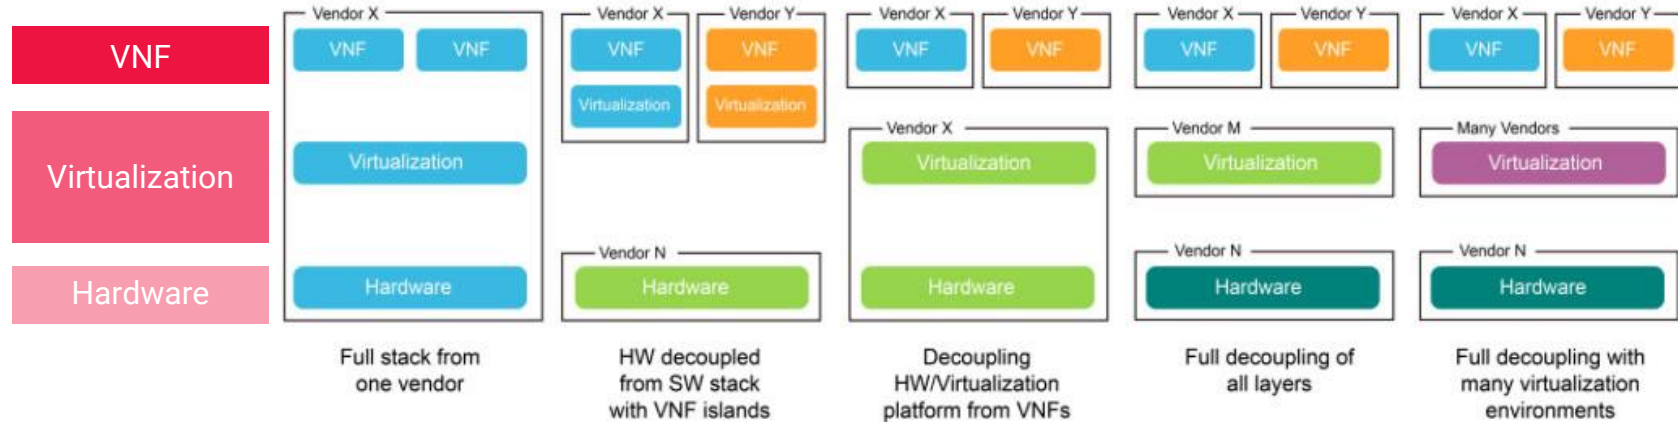 VNF
Virtualization
Hardware
Vendor X
VNF
VNF
Virtualization
Hardware
Full stack from
one vendor
Vendor X
VNF
Virtualization
Vendor Y
VNF
Virtualization
Vendor N
Hardware
HW decoupled
from SW stack
with VNF islands
Vendor X
VNF
Vendor Y
VNF
Vendor X
Virtualization
Hardware
Decoupling
HW/Virtualization
platform from VNFs
Vendor X
VNF
Vendor Y
VNF
Vendor M
Virtualization
Vendor N
Hardware
Full decoupling of
all layers
Vendor X
VNF
Vendor Y
VNF
Many Vendors
Virtualization
Vendor N
Hardware
Full decoupling with
many virtualization
environments